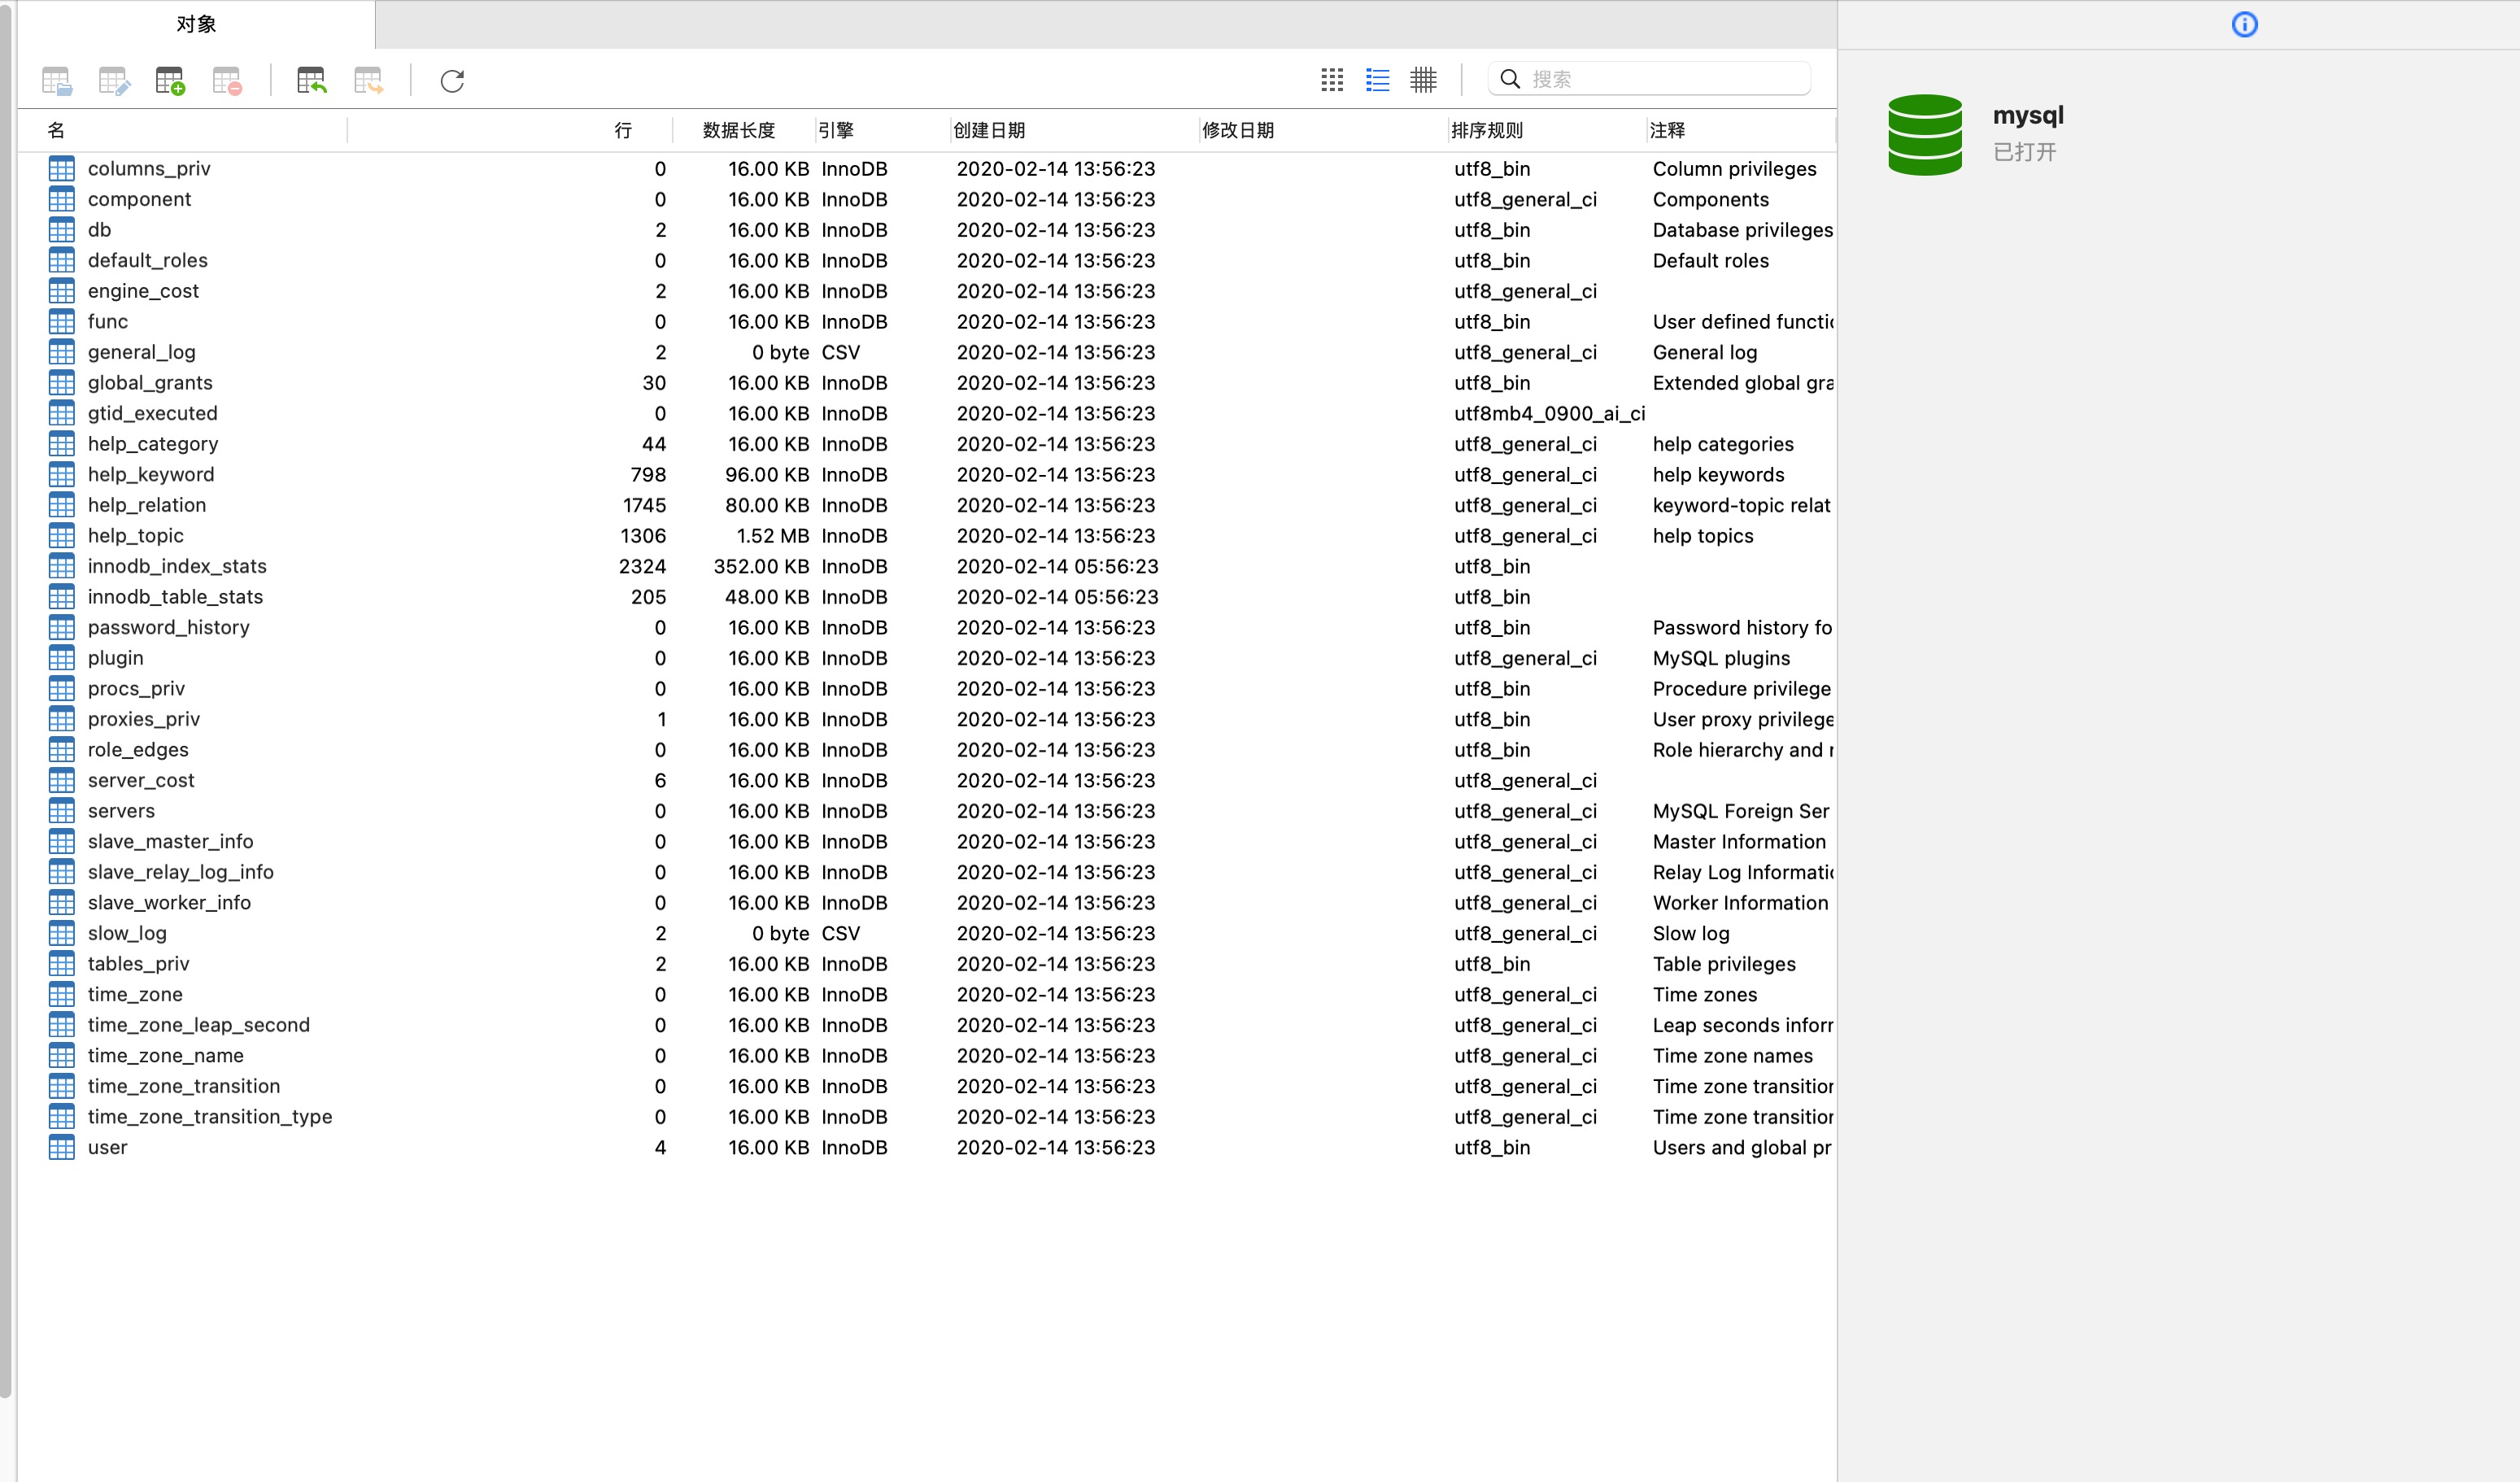 对象
搜索
mysql
已打开
名 行 数据长度 引擎 创建日期 修改日期 排序规则 注释
columns_priv 0 16.00 KB InnoDB 2020-02-14 13:56:23 utf8_bin Column privileges
component 0 16.00 KB InnoDB 2020-02-14 13:56:23 utf8_general_ci Components
db 2 16.00 KB InnoDB 2020-02-14 13:56:23 utf8_bin Database privileges
default_roles 0 16.00 KB InnoDB 2020-02-14 13:56:23 utf8_bin Default roles
engine_cost 2 16.00 KB InnoDB 2020-02-14 13:56:23 utf8_general_ci
func 0 16.00 KB InnoDB 2020-02-14 13:56:23 utf8_bin User defined functi
general_log 2 0 byte CSV 2020-02-14 13:56:23 utf8_general_ci General log
global_grants 30 16.00 KB InnoDB 2020-02-14 13:56:23 utf8_bin Extended global gra
gtid_executed 0 16.00 KB InnoDB 2020-02-14 13:56:23 utf8mb4_0900_ai_ci
help_category 44 16.00 KB InnoDB 2020-02-14 13:56:23 utf8_general_ci help categories
help_keyword 798 96.00 KB InnoDB 2020-02-14 13:56:23 utf8_general_ci help keywords
help_relation 1745 80.00 KB InnoDB 2020-02-14 13:56:23 utf8_general_ci keyword-topic relat
help_topic 1306 1.52 MB InnoDB 2020-02-14 13:56:23 utf8_general_ci help topics
innodb_index_stats 2324 352.00 KB InnoDB 2020-02-14 05:56:23 utf8_bin
innodb_table_stats 205 48.00 KB InnoDB 2020-02-14 05:56:23 utf8_bin
password_history 0 16.00 KB InnoDB 2020-02-14 13:56:23 utf8_bin Password history fo
plugin 0 16.00 KB InnoDB 2020-02-14 13:56:23 utf8_general_ci MySQL plugins
procs_priv 0 16.00 KB InnoDB 2020-02-14 13:56:23 utf8_bin Procedure privilege
proxies_priv 1 16.00 KB InnoDB 2020-02-14 13:56:23 utf8_bin User proxy privilege
role_edges 0 16.00 KB InnoDB 2020-02-14 13:56:23 utf8_bin Role hierarchy and
server_cost 6 16.00 KB InnoDB 2020-02-14 13:56:23 utf8_general_ci
servers 0 16.00 KB InnoDB 2020-02-14 13:56:23 utf8_general_ci MySQL Foreign Ser
slave_master_info 0 16.00 KB InnoDB 2020-02-14 13:56:23 utf8_general_ci Master Information
slave_relay_log_info 0 16.00 KB InnoDB 2020-02-14 13:56:23 utf8_general_ci Relay Log Informati
slave_worker_info 0 16.00 KB InnoDB 2020-02-14 13:56:23 utf8_general_ci Worker Information
slow_log 2 0 byte CSV 2020-02-14 13:56:23 utf8_general_ci Slow log
tables_priv 2 16.00 KB InnoDB 2020-02-14 13:56:23 utf8_bin Table privileges
time_zone 0 16.00 KB InnoDB 2020-02-14 13:56:23 utf8_general_ci Time zones
time_zone_leap_second 0 16.00 KB InnoDB 2020-02-14 13:56:23 utf8_general_ci Leap seconds infor
time_zone_name 0 16.00 KB InnoDB 2020-02-14 13:56:23 utf8_general_ci Time zone names
time_zone_transition 0 16.00 KB InnoDB 2020-02-14 13:56:23 utf8_general_ci Time zone transitio
time_zone_transition_type 0 16.00 KB InnoDB 2020-02-14 13:56:23 utf8_general_ci Time zone transitio
user 4 16.00 KB InnoDB 2020-02-14 13:56:23 utf8_bin Users and global pr